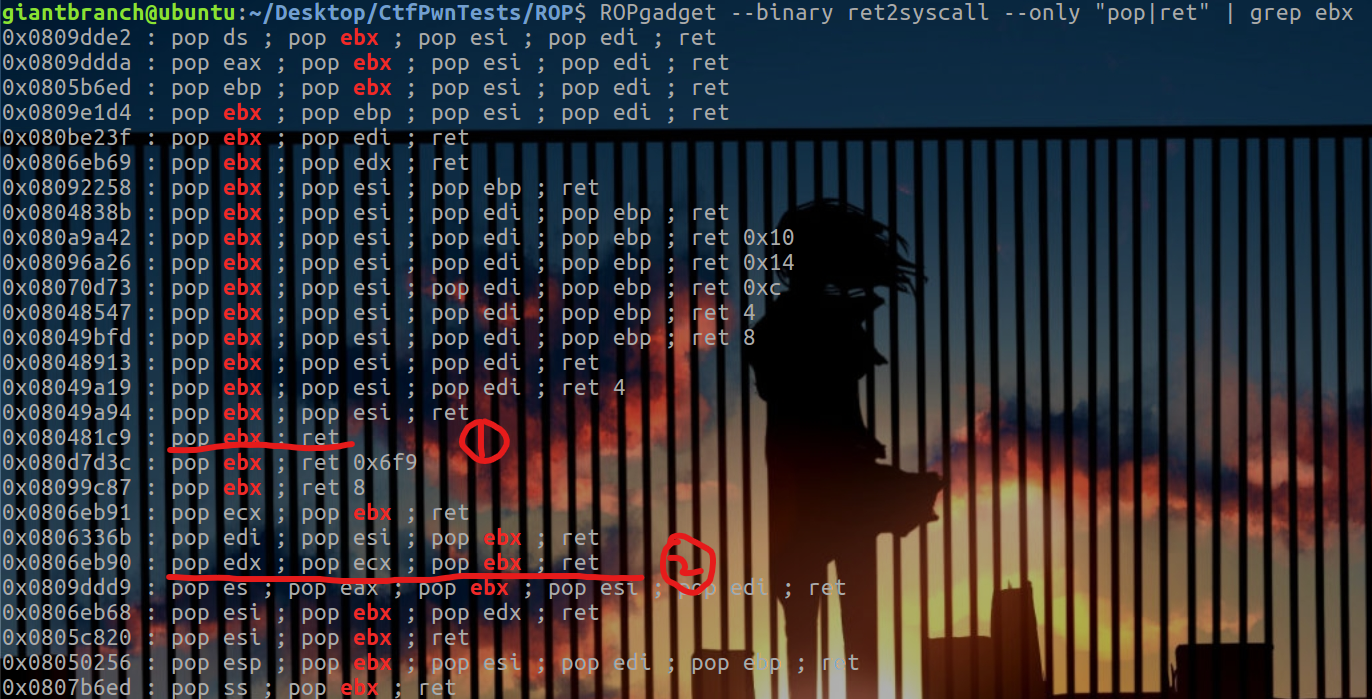 giantbranch@ubuntu:~/Desktop/CtfPwnTests/ROP$ ROPgadget --binary ret2syscall --only "pop|ret" | grep ebx
0x0809dde2 : pop ds ; pop ebx ; pop esi ; pop edi ; ret
0x0809ddda : pop eax ; pop ebx ; pop esi ; pop edi ; ret
0x0805b6ed : pop ebp ; pop ebx ; pop esi ; pop edi ; ret
0x0809e1d4 : pop ebx ; pop ebp ; pop esi ; pop edi ; ret
0x080be23f : pop ebx ; pop edi ; ret
0x0806eb69 : pop ebx ; pop edx ; ret
0x08092258 : pop ebx ; pop esi ; pop ebp ; ret
0x0804838b : pop ebx ; pop esi ; pop edi ; pop ebp ; ret
0x080a9a42 : pop ebx ; pop esi ; pop edi ; pop ebp ; ret 0x10
0x08096a26 : pop ebx ; pop esi ; pop edi ; pop ebp ; ret 0x14
0x08070d73 : pop ebx ; pop esi ; pop edi ; pop ebp ; ret 0xc
0x08048547 : pop ebx ; pop esi ; pop edi ; pop ebp ; ret 4
0x08049bfd : pop ebx ; pop esi ; pop edi ; pop ebp ; ret 8
0x08048913 : pop ebx ; pop esi ; pop edi ; ret
0x08049a19 : pop ebx ; pop esi ; pop edi ; ret 4
0x08049a94 : pop ebx ; pop esi ; ret
0x080481c9 : pop ebx ; ret 1
0x080d7d3c : pop ebx ; ret 0x6f9
0x08099c87 : pop ebx ; ret 8
0x0806eb91 : pop ecx ; pop ebx ; ret
0x0806336b : pop edi ; pop esi ; pop ebx ; ret
0x0806eb90 : pop edx ; pop ecx ; pop ebx ; ret 2
0x0809ddd9 : pop es ; pop eax ; pop ebx ; pop esi ; pop edi ; ret
0x0806eb68 : pop esi ; pop ebx ; pop edx ; ret
0x0805c820 : pop esi ; pop ebx ; ret
0x08050256 : pop esp ; pop ebx ; pop esi ; pop edi ; pop ebp ; ret
0x0807b6ed : pop ss ; pop ebx ; ret